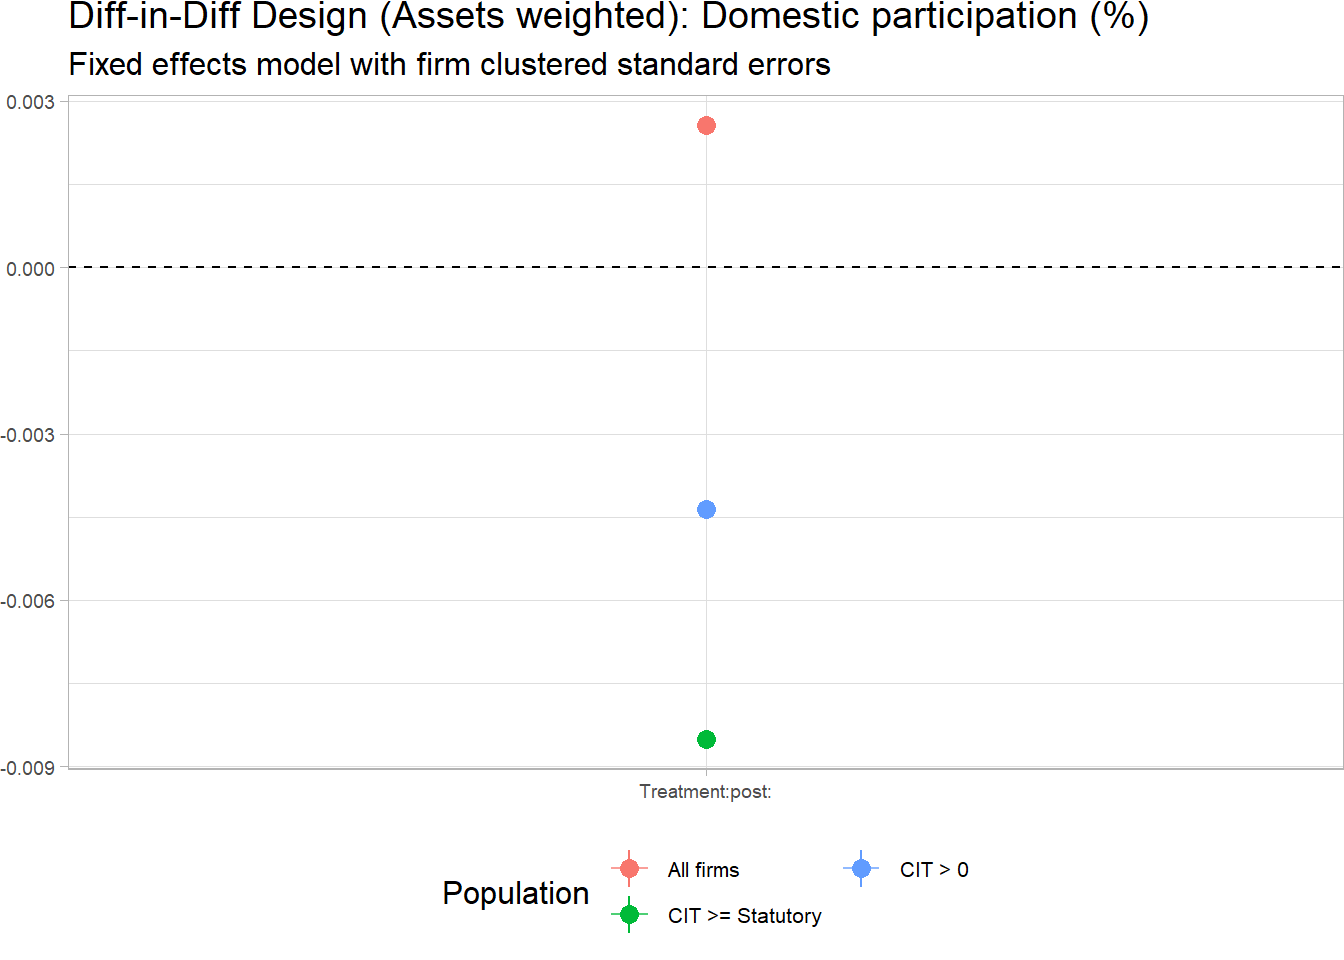 Diff-in-Diff Design (Assets weighted): Domestic participation (%)
Fixed effects model with firm clustered standard errors
0.003
0.000
-0.003
-0.006
-0.009
Treatment:post:
Population
All firms
CIT > 0
CIT >= Statutory